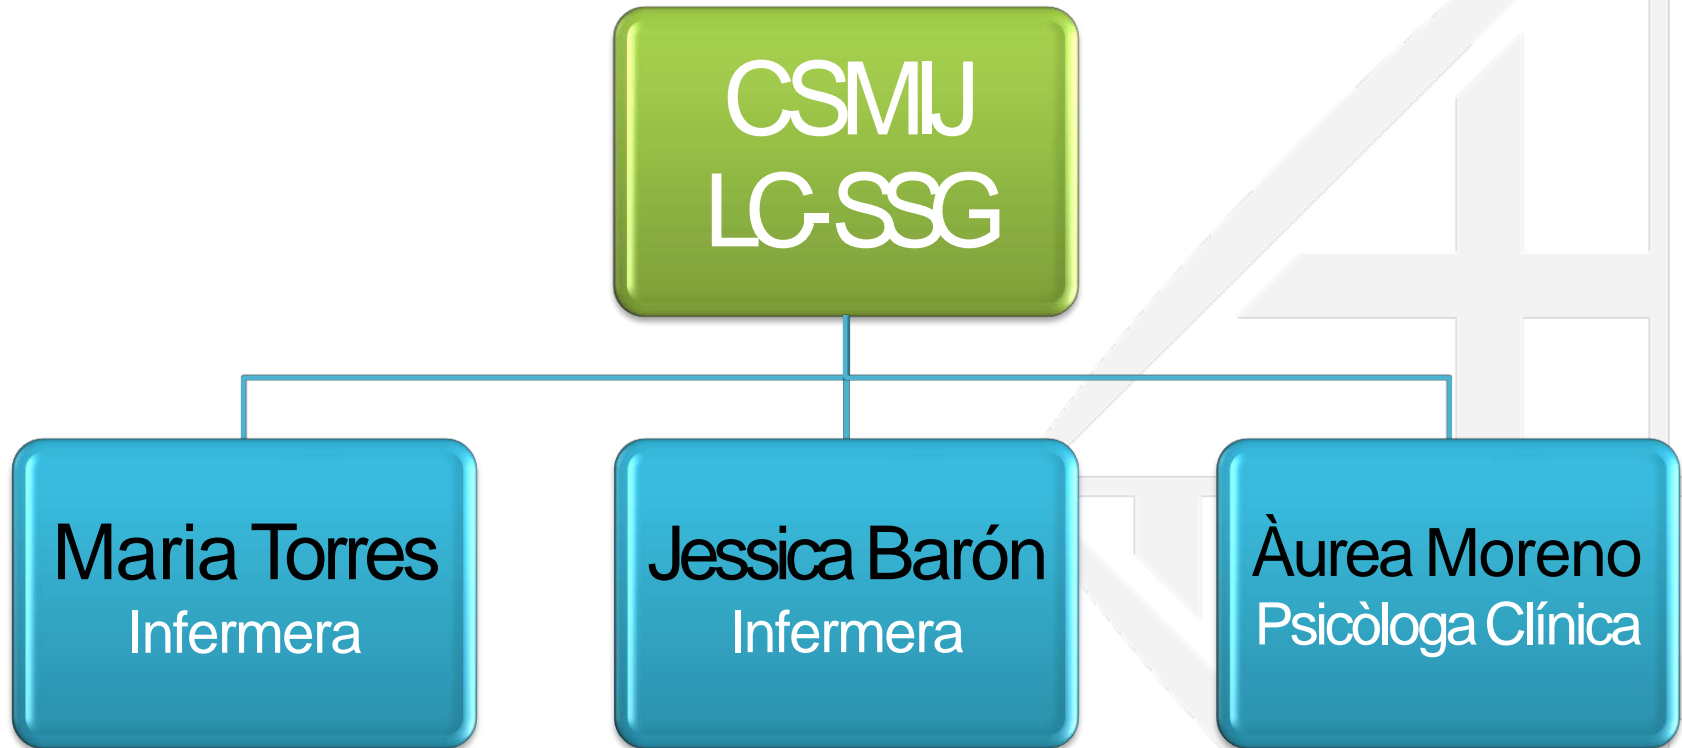 CSMIJ
LC-SSG
Maria Torres
Infermera
Jessica Barón
Infermera
Àurea Moreno
Psicòloga Clínica